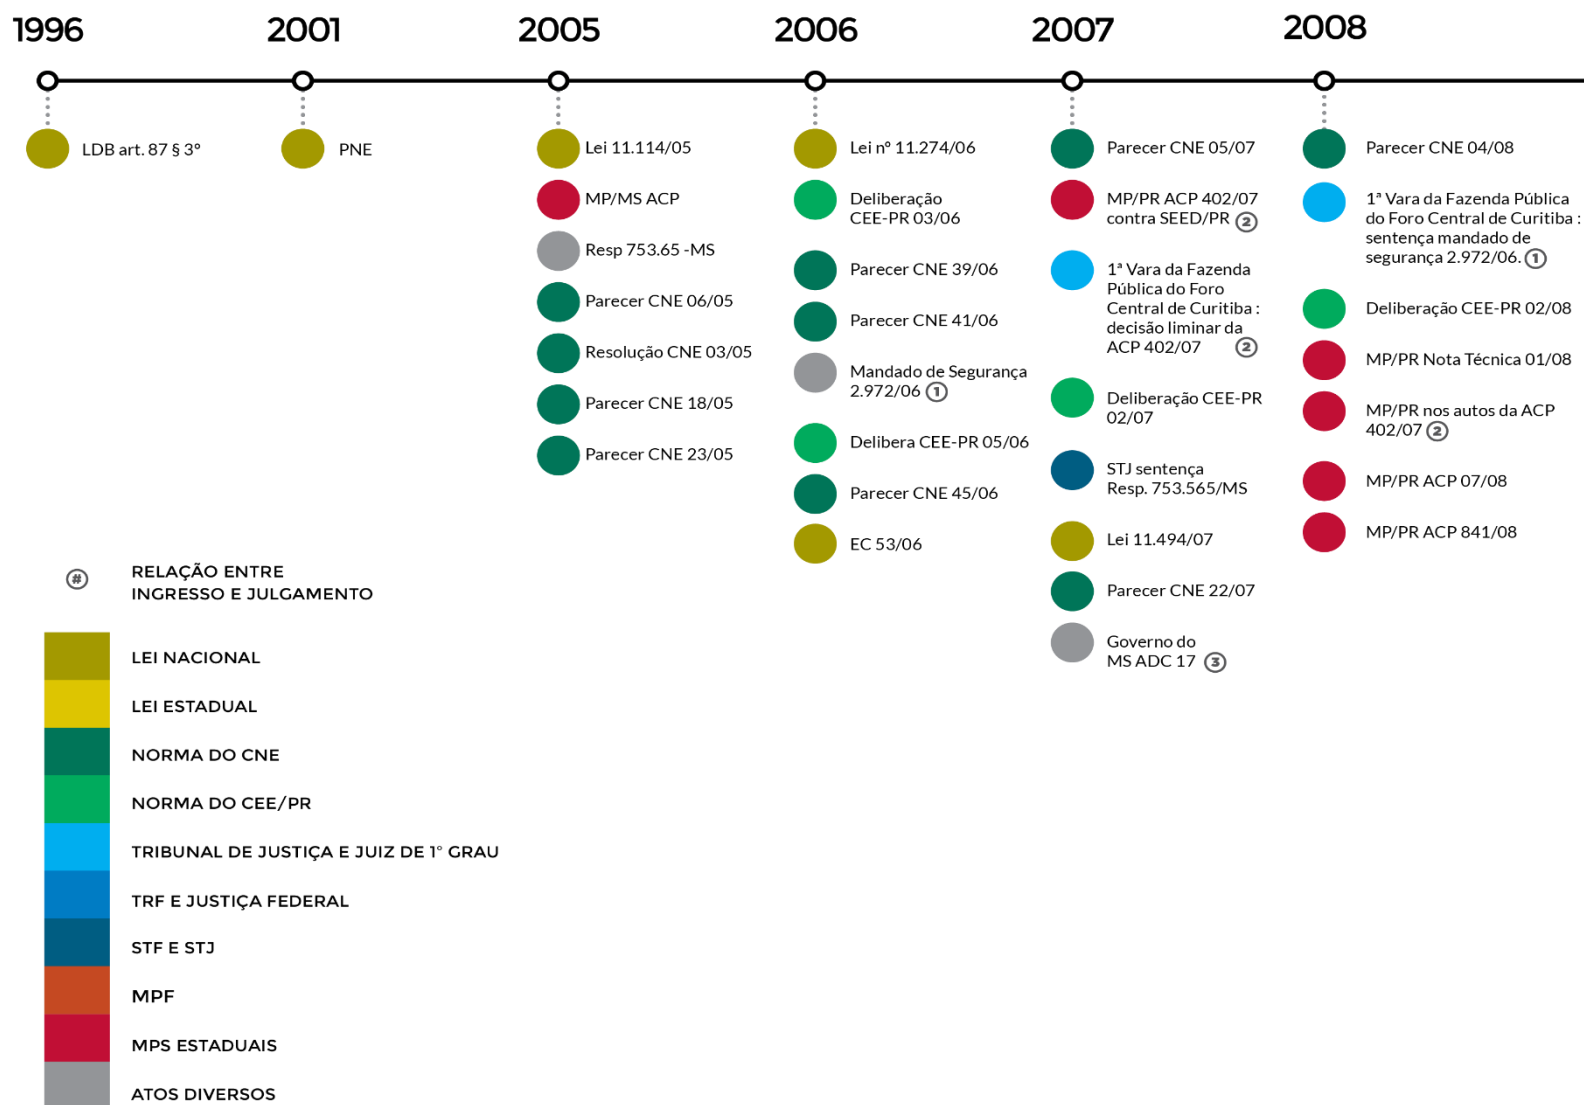 1996
2001
2005
2006
2007
2008
LDB art. 87 § 3º
PNE
Lei 11.114/05
MP/MS ACP
Resp 753.65 -MS
Parecer CNE 06/05
Resolução CNE 03/05
Parecer CNE 18/05
Parecer CNE 23/05
Lei nº 11.274/06
Deliberação
CEE-PR 03/06
Parecer CNE 39/06
Parecer CNE 41/06
Mandado de Segurança
2.972/06 1
Delibera CEE-PR 05/06
Parecer CNE 45/06
EC 53/06
Parecer CNE 05/07
MP/PR ACP 402/07
contra SEED/PR 2
1ª Vara da Fazenda
Pública do Foro
Central de Curitiba :
decisão liminar da
ACP 402/07 2
Deliberação CEE-PR
02/07
STJ sentença
Resp. 753.565/MS
Lei 11.494/07
Parecer CNE 22/07
Governo do
MS ADC 17 3
Parecer CNE 04/08
1ª Vara da Fazenda Pública
do Foro Central de Curitiba :
sentença mandado de
segurança 2.972/06. 1
Deliberação CEE-PR 02/08
MP/PR Nota Técnica 01/08
MP/PR nos autos da ACP
402/07 2
MP/PR ACP 07/08
MP/PR ACP 841/08
# RELAÇÃO ENTRE
INGRESSO E JULGAMENTO
LEI NACIONAL
LEI ESTADUAL
NORMA DO CNE
NORMA DO CEE/PR
TRIBUNAL DE JUSTIÇA E JUIZ DE 1° GRAU
TRF E JUSTIÇA FEDERAL
STF E STJ
MPF
MPS ESTADUAIS
ATOS DIVERSOS